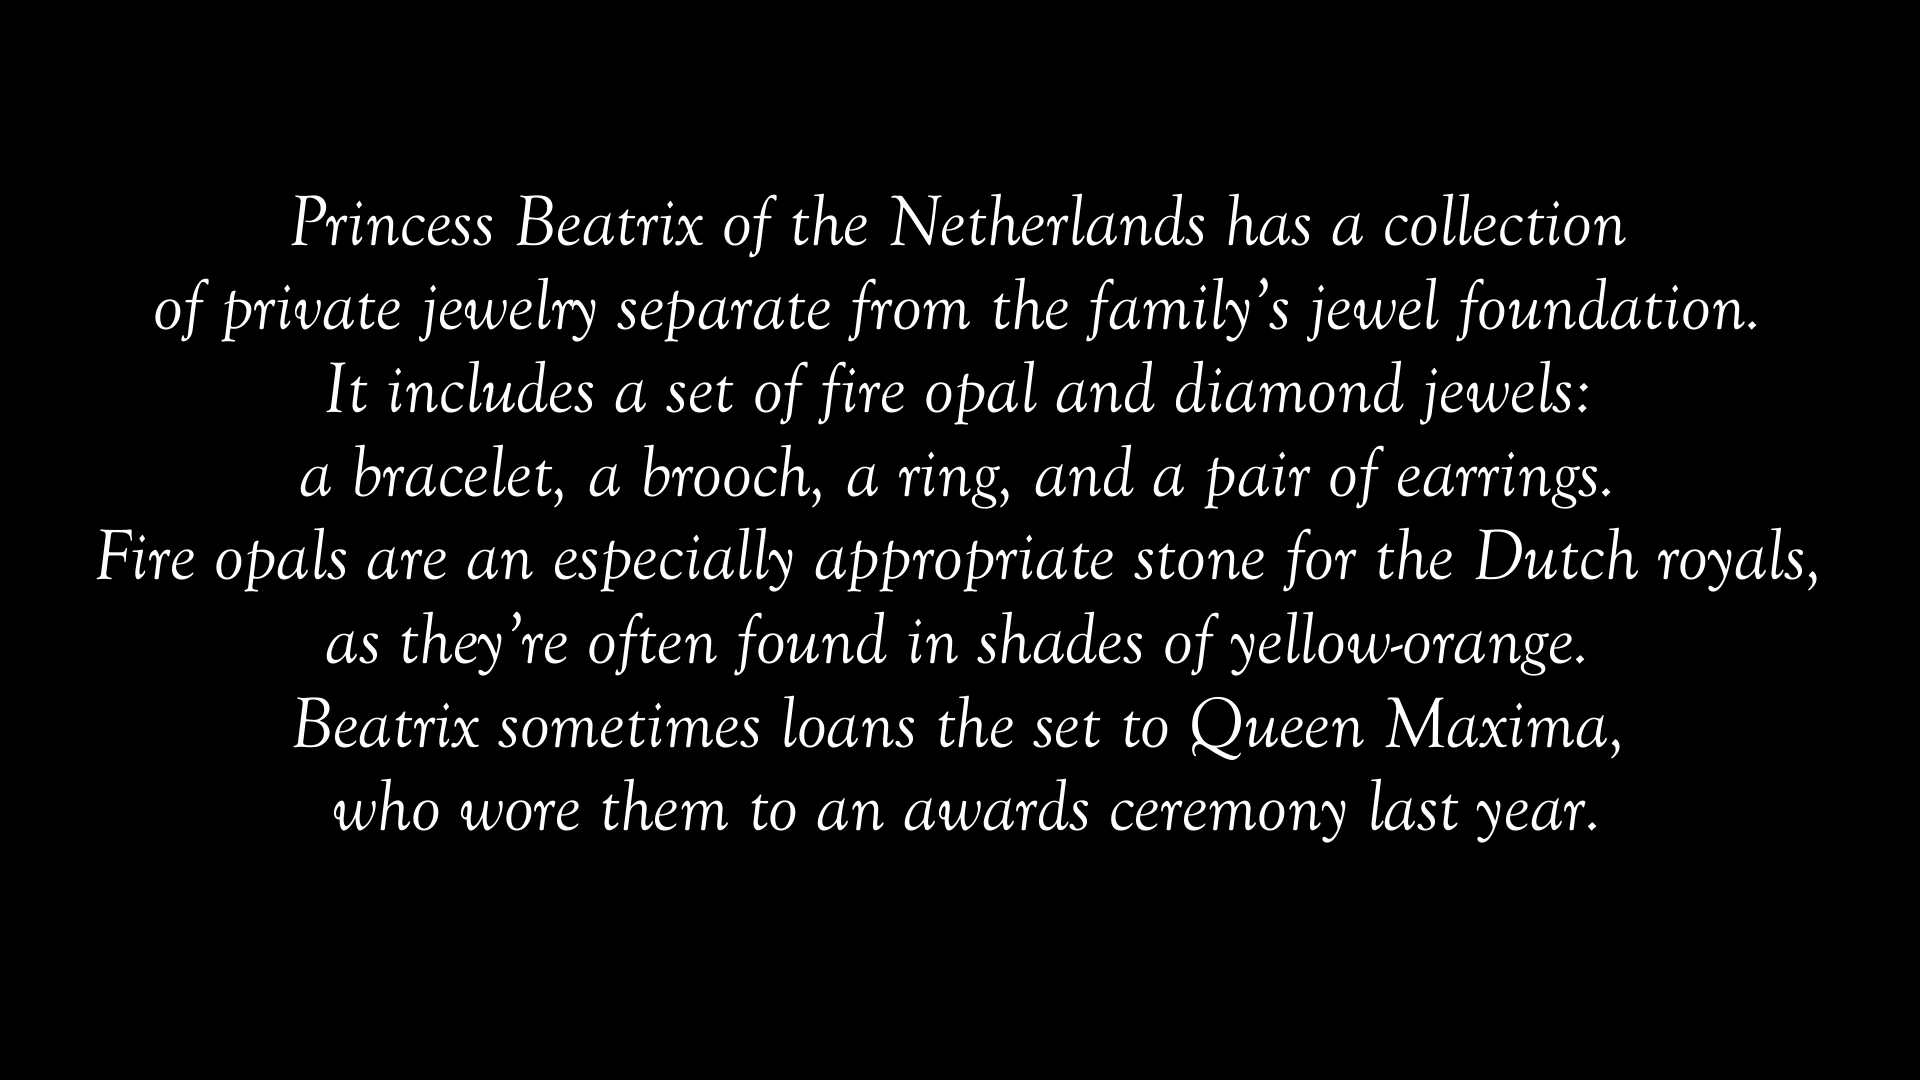 Princess Beatrix of the Netherlands has a collection
of private jewelry separate from the family’s jewel foundation.
It includes a set of fire opal and diamond jewels:
a bracelet, a brooch, a ring, and a pair of earrings.
Fire opals are an especially appropriate stone for the Dutch royals,
as they’re often found in shades of yellow-orange.
Beatrix sometimes loans the set to Queen Maxima,
who wore them to an awards ceremony last year.